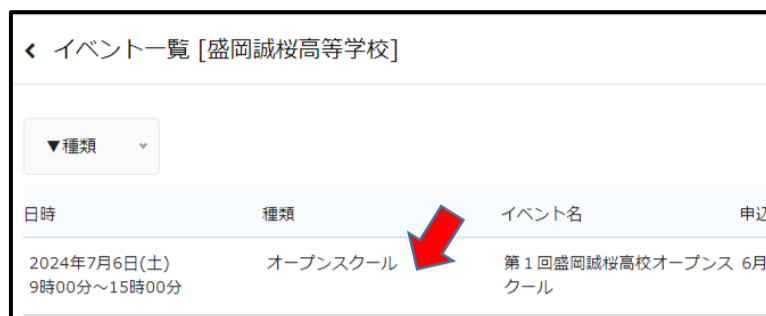 イベント一覧 [盛岡誠桜高等学校]
▼種類
日時 種類 イベント名 申込
2024年7月6日(土) オープンスクール 第１回盛岡誠桜高校オープンス 6月
9時00分～15時00分 クール